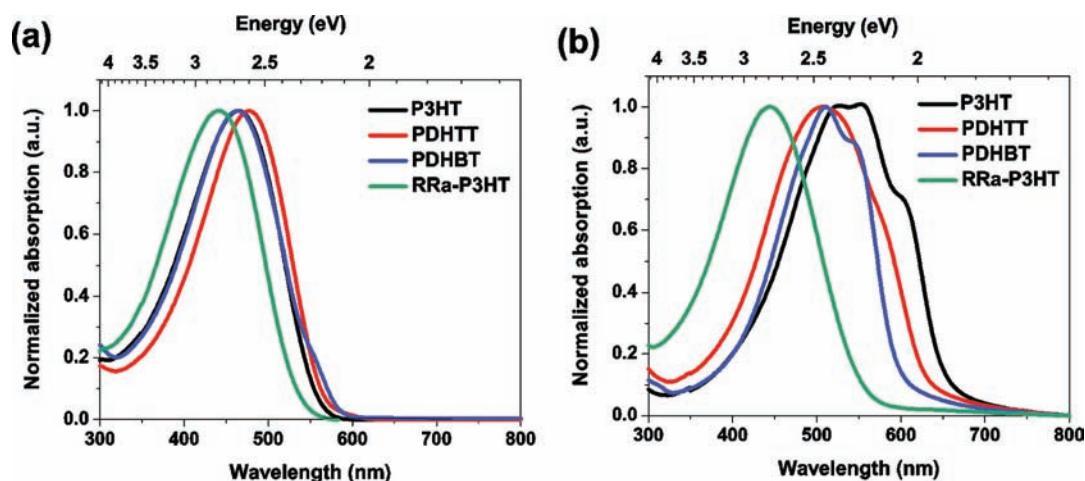 (a)
Energy (eV)
4 3.5 3 2.5 2
1.0
0.8
0.6
0.4
0.2
0.0
Normalized absorption (a.u.)
P3HT
PDHTT
PDHBT
RRa-P3HT
300 400 500 600 700 800
Wavelength (nm)
(b)
Energy (eV)
4 3.5 3 2.5 2
1.0
0.8
0.6
0.4
0.2
0.0
Normalized absorption (a.u.)
P3HT
PDHTT
PDHBT
RRa-P3HT
300 400 500 600 700 800
Wavelength (nm)